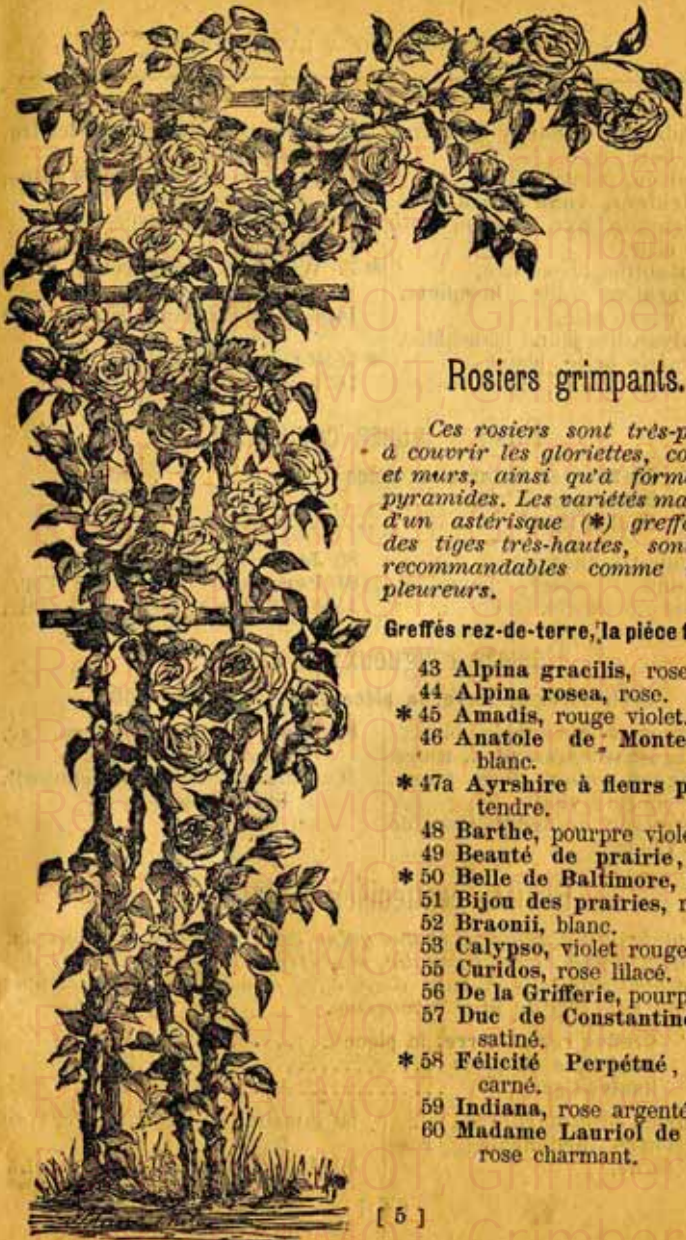 Rosiers grimpants.
Ces rosiers sont très-p
à couvrir les gloriettes, co
et murs, ainsi qu'à form
pyramides. Les variétés ma
d'un astérisque (*) greff
des tiges très-hautes, son
recommandables comme
pleureurs.
Greffés rez-de-terre, la pièce f
43 Alpina gracilis, rose
44 Alpina rosea, rose.
* 45 Amadis, rouge violet.
46 Anatole de Monte
blanc.
* 47a Ayrshire à fleurs p
tendre.
48 Barthe, pourpre viole
49 Beauté de prairie,
* 50 Belle de Baltimore,
51 Bijou des prairies, r
52 Braonii, blanc.
53 Calypso, violet rouge
55 Curidos, rose lilacé.
56 De la Grifferie, pourp
57 Duc de Constantin
satiné.
* 58 Félicité Perpétué,
carné.
59 Indiana, rose argenté
60 Madame Lauriol de
rose charmant.
[ 5 ]